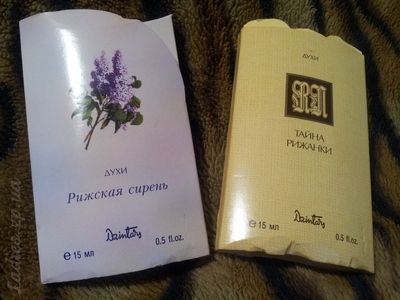 ДУХИ
Рижская сирень
Dzintars
℮ 15 мл 0.5 fl.oz.
ДУХИ
ТАЙНА
РИЖАНКИ
Dzintars
℮ 15 мл 0.5 fl.oz.